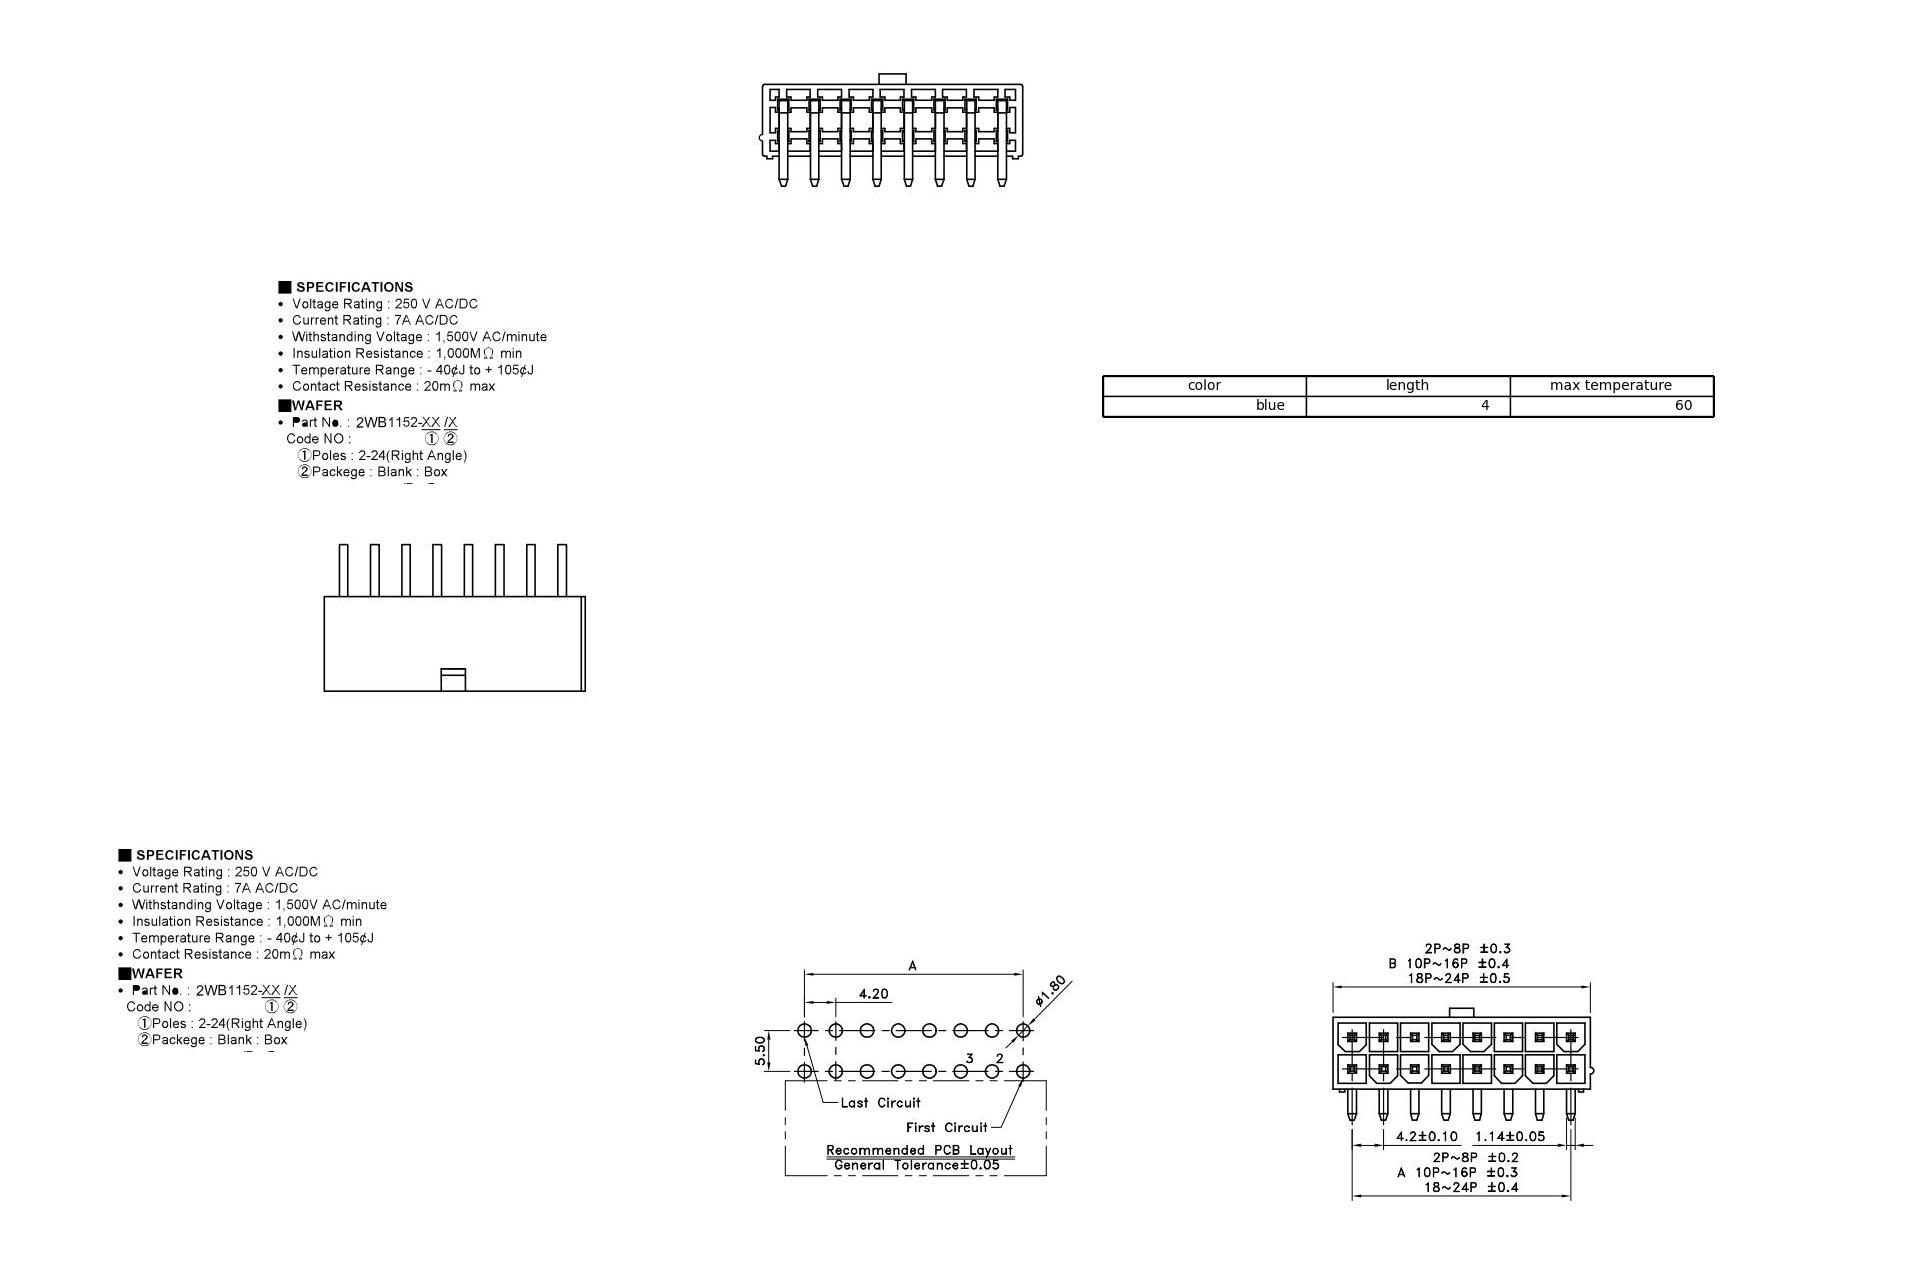 ■ SPECIFICATIONS
• Voltage Rating : 250 V AC/DC
• Current Rating : 7A AC/DC
• Withstanding Voltage : 1,500V AC/minute
• Insulation Resistance : 1,000MΩ min
• Temperature Range : - 40¢J to + 105¢J
• Contact Resistance : 20mΩ max
■WAFER
• Part No. : 2WB1152-XX /X
Code NO : ① ②
①Poles : 2-24(Right Angle)
②Packege : Blank : Box
color length max temperature
blue 4 60
■ SPECIFICATIONS
• Voltage Rating : 250 V AC/DC
• Current Rating : 7A AC/DC
• Withstanding Voltage : 1,500V AC/minute
• Insulation Resistance : 1,000MΩ min
• Temperature Range : - 40¢J to + 105¢J
• Contact Resistance : 20mΩ max
■WAFER
• Part No. : 2WB1152-XX /X
Code NO : ① ②
①Poles : 2-24(Right Angle)
②Packege : Blank : Box
A
4.20
ø1.80
5.50
3 2
Last Circuit
First Circuit
Recommended PCB Layout
General Tolerance±0.05
2P~8P ±0.3
B 10P~16P ±0.4
18P~24P ±0.5
4.2±0.10 1.14±0.05
2P~8P ±0.2
A 10P~16P ±0.3
18~24P ±0.4